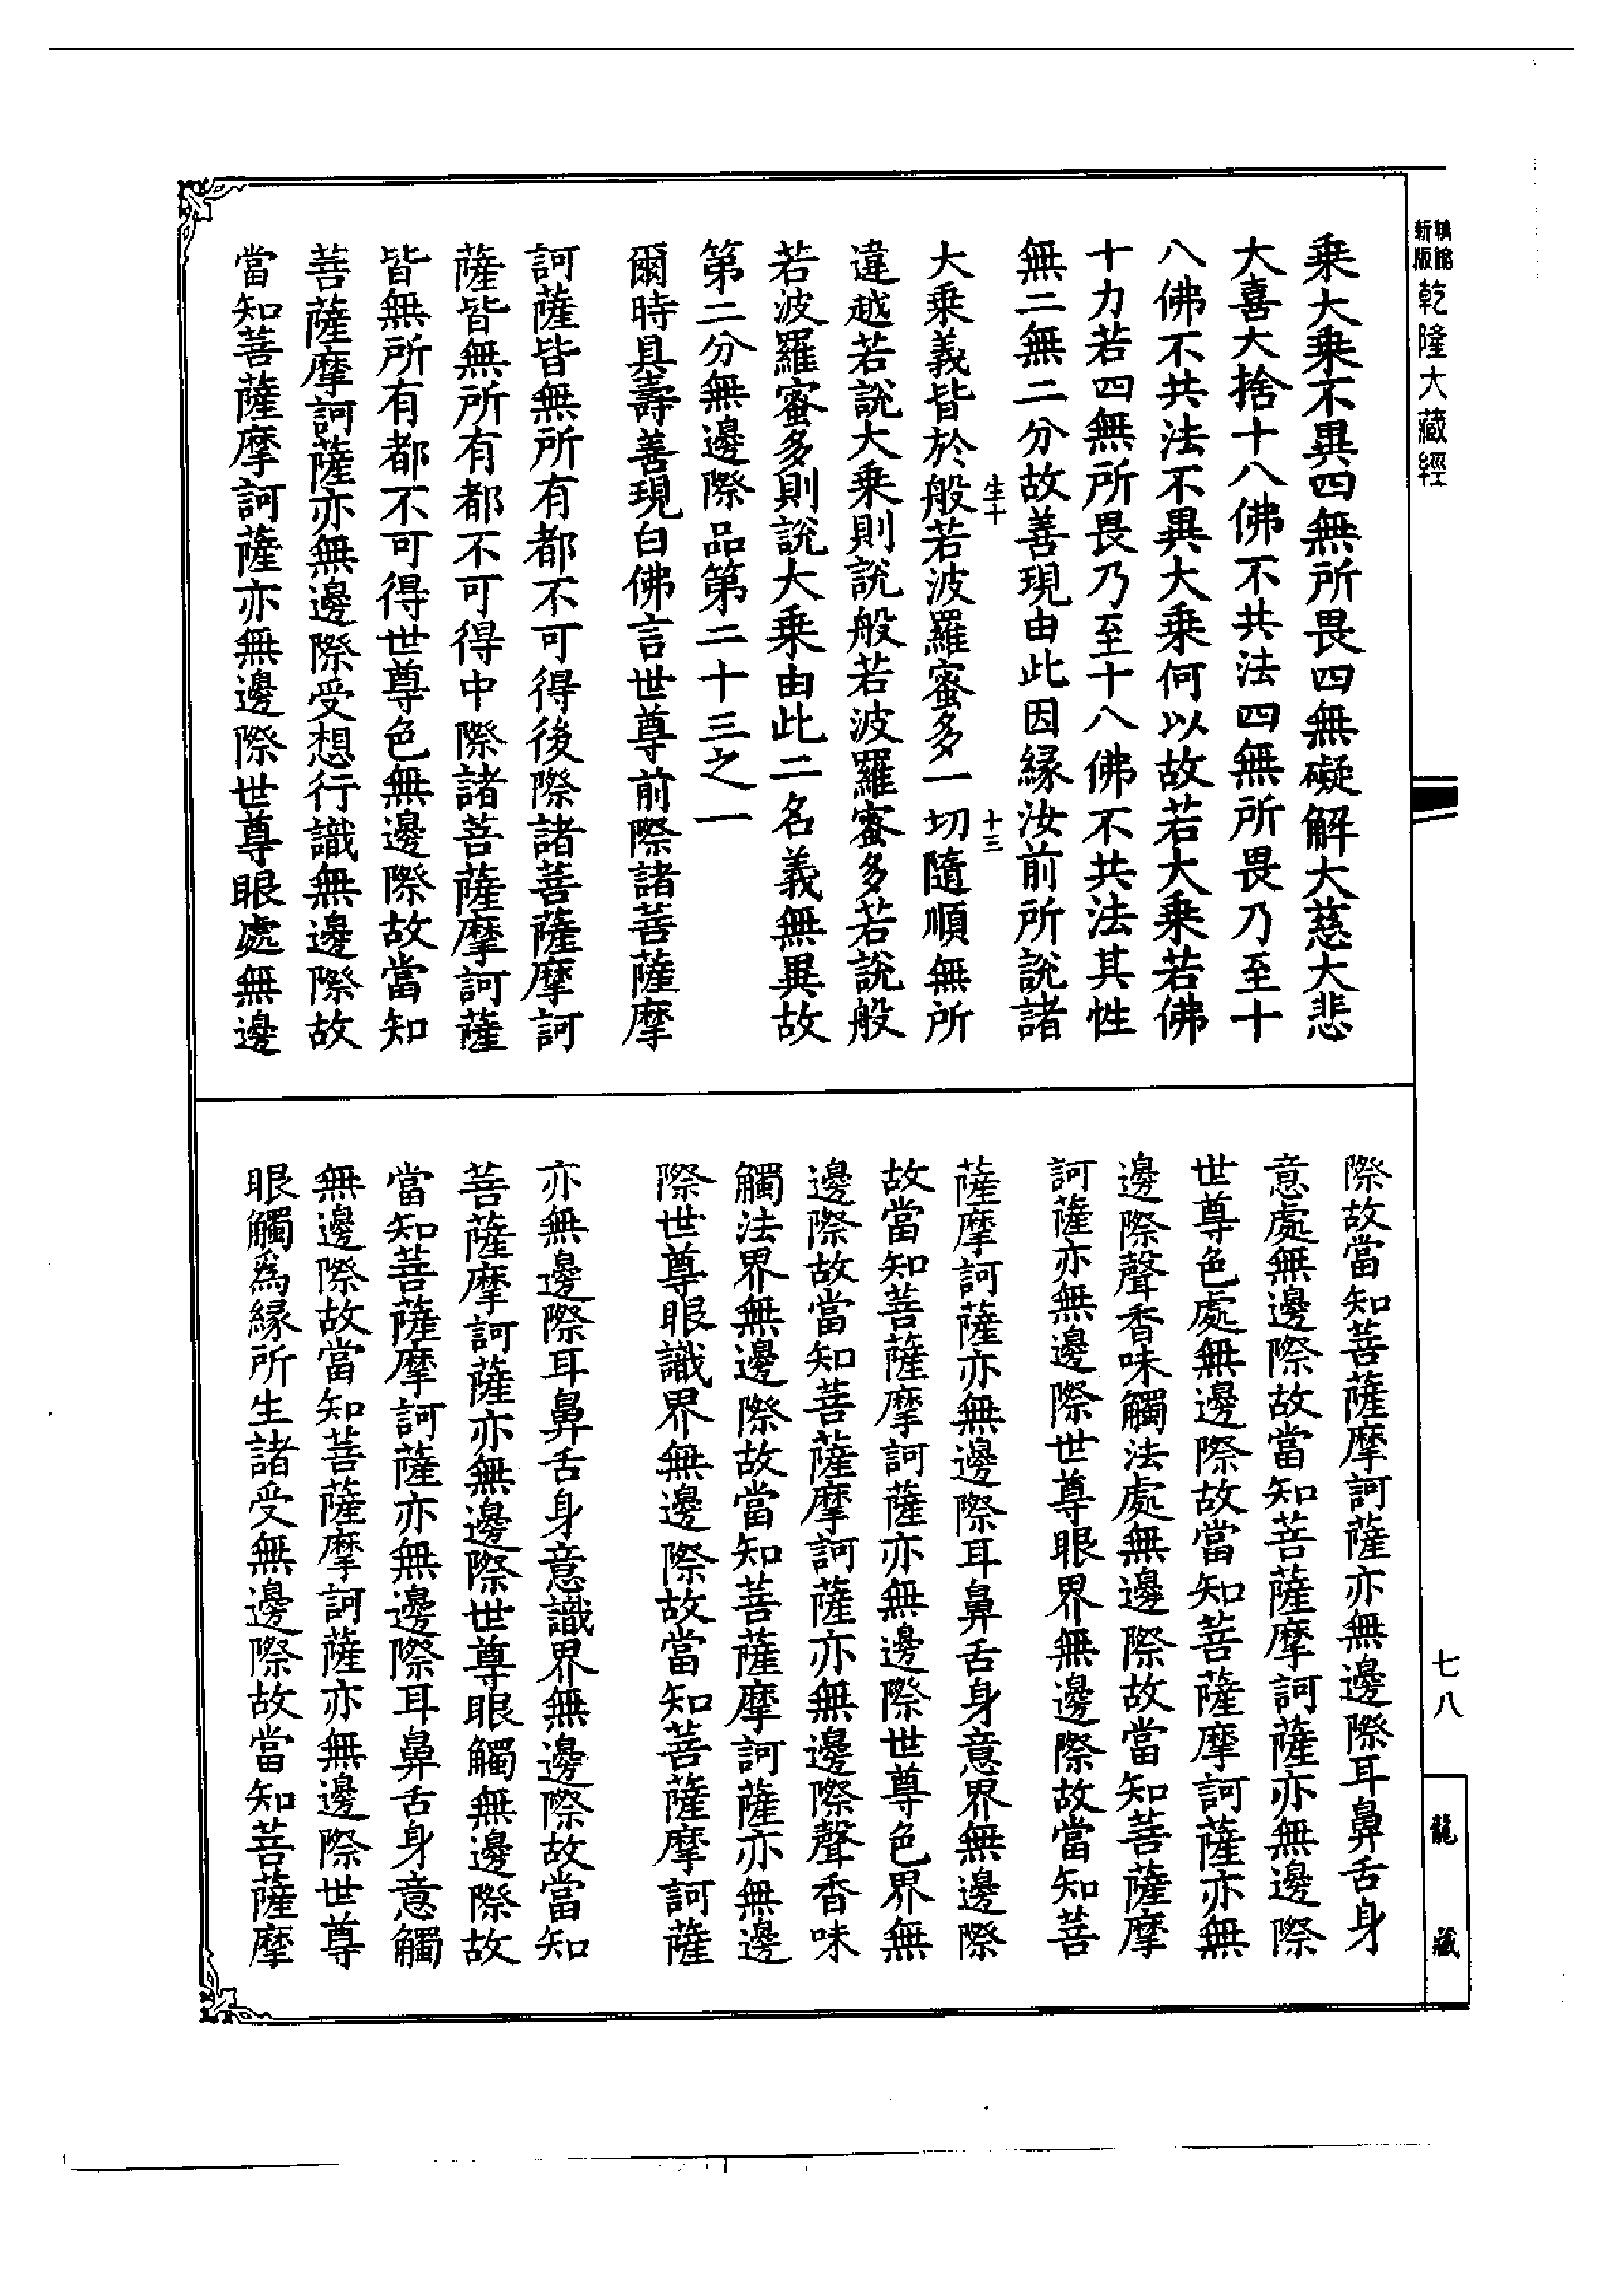 新版
乾隆大藏經
乘大乘不異四無所畏四無礙解大慈大悲
大喜大捨十八佛不共法四無所畏乃至十
八佛不共法不異大乘何以故若大乘若佛
十力若四無所畏乃至十八佛不共法其性
無二無二分故善現由此因緣汝前所說諸
生十
十三
大乘義皆於般若波羅蜜多一切隨順無所
違越若說大乘則說般若波羅蜜多若說般
若波羅蜜多則說大乘由此二名義無異故
第二分無邊際品第二十三之一
爾時具壽善現白佛言世尊前際諸菩薩摩
訶薩皆無所有都不可得後際諸菩薩摩訶
薩皆無所有都不可得中際諸菩薩摩訶薩
皆無所有都不可得世尊色無邊際故當知
菩薩摩訶薩亦無邊際受想行識無邊際故
當知菩薩摩訶薩亦無邊際世尊眼處無邊
際故當知菩薩摩訶薩亦無邊際耳鼻舌身
意處無邊際故當知菩薩摩訶薩亦無邊際
世尊色處無邊際故當知菩薩摩訶薩亦無
邊際聲香味觸法處無邊際故當知菩薩摩
訶薩亦無邊際世尊眼界無邊際故當知菩
薩摩訶薩亦無邊際耳鼻舌身意界無邊際
故當知菩薩摩訶薩亦無邊際世尊色界無
邊際故當知菩薩摩訶薩亦無邊際聲香味
觸法界無邊際故當知菩薩摩訶薩亦無邊
際世尊眼識界無邊際故當知菩薩摩訶薩
亦無邊際耳鼻舌身意識界無邊際故當知
菩薩摩訶薩亦無邊際世尊眼觸無邊際故
當知菩薩摩訶薩亦無邊際耳鼻舌身意觸
無邊際故當知菩薩摩訶薩亦無邊際世尊
眼觸爲緣所生諸受無邊際故當知菩薩摩
七八
龍藏